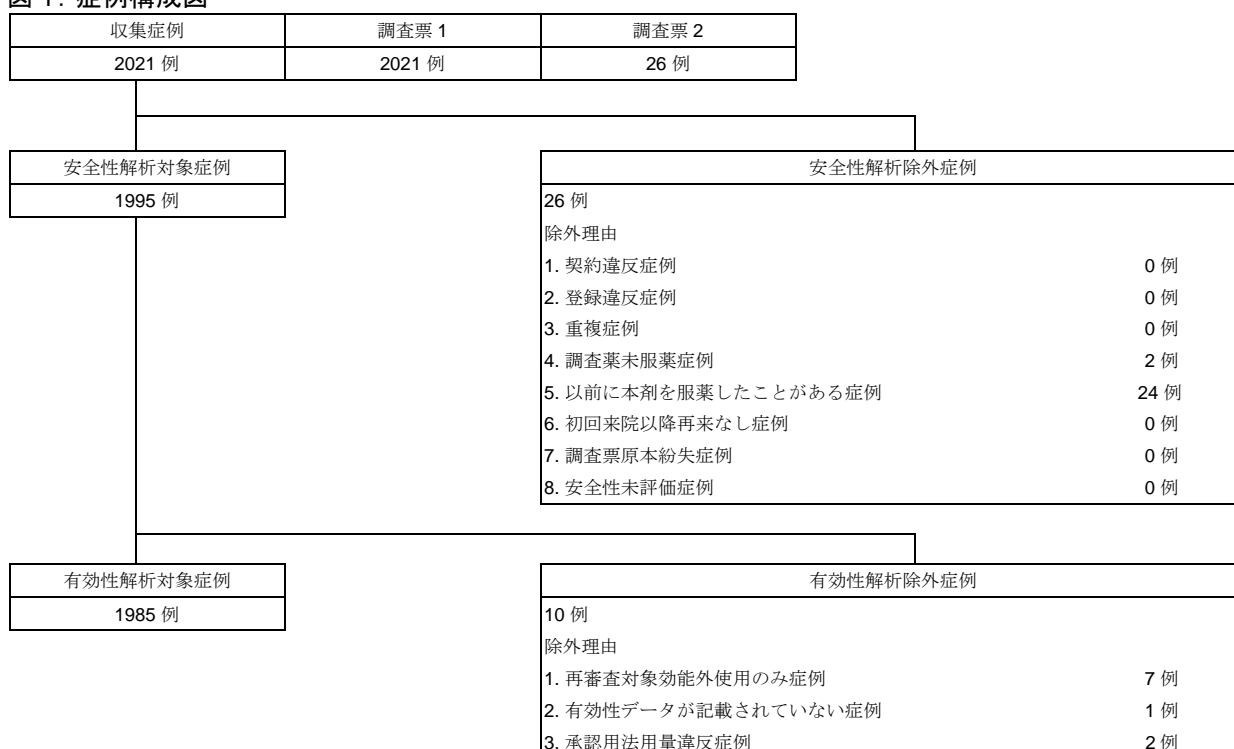 図 1. 症例構成図
収集症例 調査票 1 調査票 2
2021 例 2021 例 26 例
安全性解析対象症例 安全性解析除外症例
1995 例 26 例
除外理由
1. 契約違反症例 0 例
2. 登録違反症例 0 例
3. 重複症例 0 例
4. 調査薬未服薬症例 2 例
5. 以前に本剤を服薬したことがある症例 24 例
6. 初回来院以降再来なし症例 0 例
7. 調査票原本紛失症例 0 例
8. 安全性未評価症例 0 例
有効性解析対象症例 有効性解析除外症例
1985 例 10 例
除外理由
1. 再審査対象効能外使用のみ症例 7 例
2. 有効性データが記載されていない症例 1 例
3. 承認用法用量違反症例 2 例